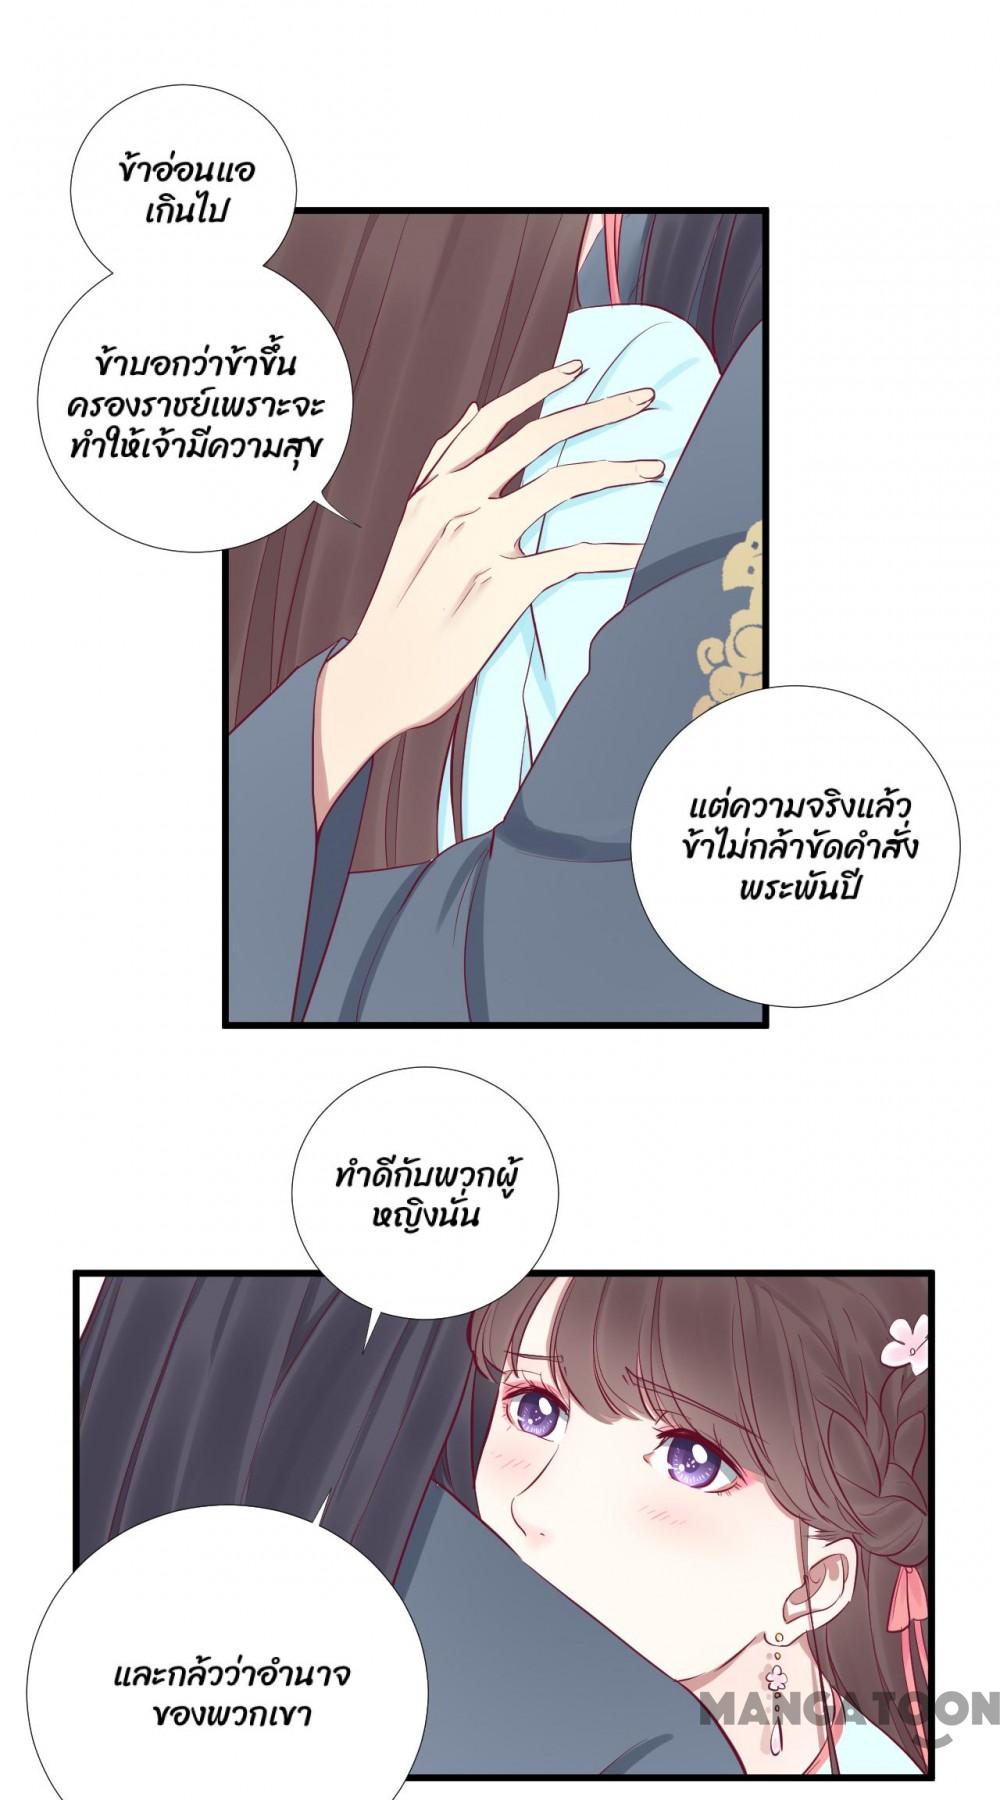 ข้าอ่อนแอ
เกินไป
ข้าบอกว่าข้าขึ้น
ครองราชย์เพราะจะ
ทำให้เจ้ามีความสุข
แต่ความจริงแล้ว
ข้าไม่กล้าขัดคำสั่ง
พระพันปี
ทำดีกับพวกผู้
หญิงนั่น
และกลัวว่าอำนาจ
ของพวกเขา
MANGATOON